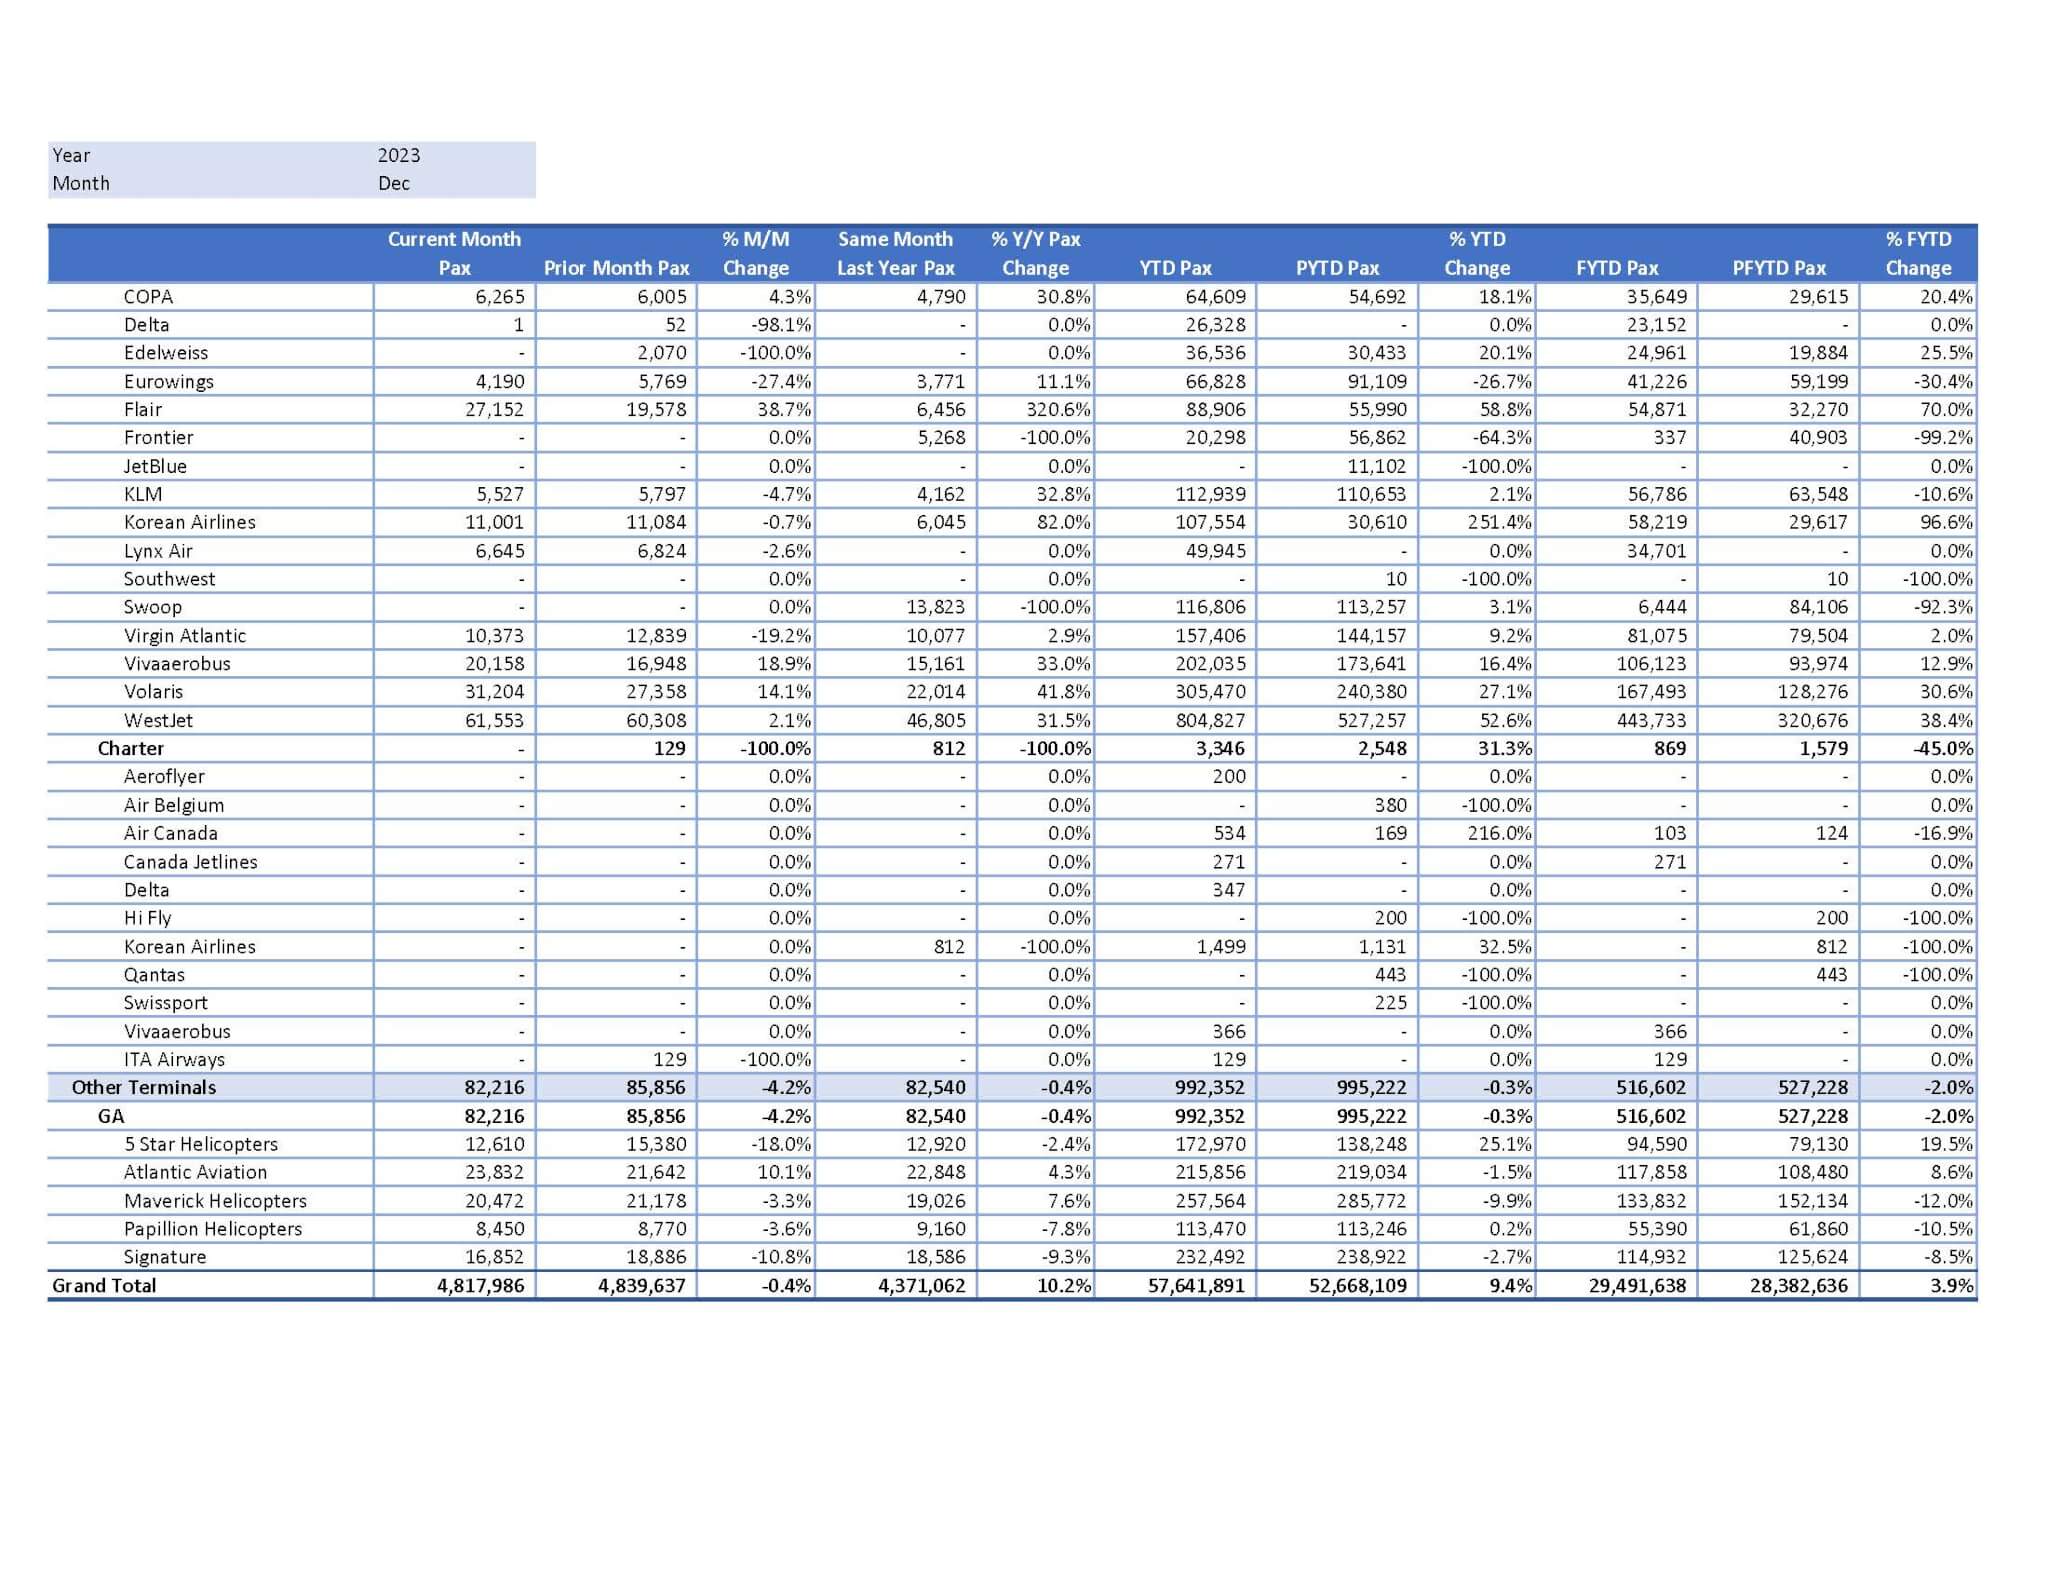 Year 2023
Month Dec
Current Month % M/M Same Month % Y/Y Pax % YTD % FYTD
Pax Prior Month Pax Change Last Year Pax Change YTD Pax PYTD Pax Change FYTD Pax PFYTD Pax Change
COPA 6,265 6,005 4.3% 4,790 30.8% 64,609 54,692 18.1% 35,649 29,615 20.4%
Delta 1 52 -98.1% - 0.0% 26,328 - 0.0% 23,152 - 0.0%
Edelweiss - 2,070 -100.0% - 0.0% 36,536 30,433 20.1% 24,961 19,884 25.5%
Eurowings 4,190 5,769 -27.4% 3,771 11.1% 66,828 91,109 -26.7% 41,226 59,199 -30.4%
Flair 27,152 19,578 38.7% 6,456 320.6% 88,906 55,990 58.8% 54,871 32,270 70.0%
Frontier - - 0.0% 5,268 -100.0% 20,298 56,862 -64.3% 337 40,903 -99.2%
JetBlue - - 0.0% - 0.0% - 11,102 -100.0% - - 0.0%
KLM 5,527 5,797 -4.7% 4,162 32.8% 112,939 110,653 2.1% 56,786 63,548 -10.6%
Korean Airlines 11,001 11,084 -0.7% 6,045 82.0% 107,554 30,610 251.4% 58,219 29,617 96.6%
Lynx Air 6,645 6,824 -2.6% - 0.0% 49,945 - 0.0% 34,701 - 0.0%
Southwest - - 0.0% - 0.0% - 10 -100.0% - 10 -100.0%
Swoop - - 0.0% 13,823 -100.0% 116,806 113,257 3.1% 6,444 84,106 -92.3%
Virgin Atlantic 10,373 12,839 -19.2% 10,077 2.9% 157,406 144,157 9.2% 81,075 79,504 2.0%
Vivaaerobus 20,158 16,948 18.9% 15,161 33.0% 202,035 173,641 16.4% 106,123 93,974 12.9%
Volaris 31,204 27,358 14.1% 22,014 41.8% 305,470 240,380 27.1% 167,493 128,276 30.6%
WestJet 61,553 60,308 2.1% 46,805 31.5% 804,827 527,257 52.6% 443,733 320,676 38.4%
Charter - 129 -100.0% 812 -100.0% 3,346 2,548 31.3% 869 1,579 -45.0%
Aeroflyer - - 0.0% - 0.0% 200 - 0.0% - - 0.0%
Air Belgium - - 0.0% - 0.0% - 380 -100.0% - - 0.0%
Air Canada - - 0.0% - 0.0% 534 169 216.0% 103 124 -16.9%
Canada Jetlines - - 0.0% - 0.0% 271 - 0.0% 271 - 0.0%
Delta - - 0.0% - 0.0% 347 - 0.0% - - 0.0%
Hi Fly - - 0.0% - 0.0% - 200 -100.0% - 200 -100.0%
Korean Airlines - - 0.0% 812 -100.0% 1,499 1,131 32.5% - 812 -100.0%
Qantas - - 0.0% - 0.0% - 443 -100.0% - 443 -100.0%
Swissport - - 0.0% - 0.0% - 225 -100.0% - - 0.0%
Vivaaerobus - - 0.0% - 0.0% 366 - 0.0% 366 - 0.0%
ITA Airways - 129 -100.0% - 0.0% 129 - 0.0% 129 - 0.0%
Other Terminals 82,216 85,856 -4.2% 82,540 -0.4% 992,352 995,222 -0.3% 516,602 527,228 -2.0%
GA 82,216 85,856 -4.2% 82,540 -0.4% 992,352 995,222 -0.3% 516,602 527,228 -2.0%
5 Star Helicopters 12,610 15,380 -18.0% 12,920 -2.4% 172,970 138,248 25.1% 94,590 79,130 19.5%
Atlantic Aviation 23,832 21,642 10.1% 22,848 4.3% 215,856 219,034 -1.5% 117,858 108,480 8.6%
Maverick Helicopters 20,472 21,178 -3.3% 19,026 7.6% 257,564 285,772 -9.9% 133,832 152,134 -12.0%
Papillion Helicopters 8,450 8,770 -3.6% 9,160 -7.8% 113,470 113,246 0.2% 55,390 61,860 -10.5%
Signature 16,852 18,886 -10.8% 18,586 -9.3% 232,492 238,922 -2.7% 114,932 125,624 -8.5%
Grand Total 4,817,986 4,839,637 -0.4% 4,371,062 10.2% 57,641,891 52,668,109 9.4% 29,491,638 28,382,636 3.9%